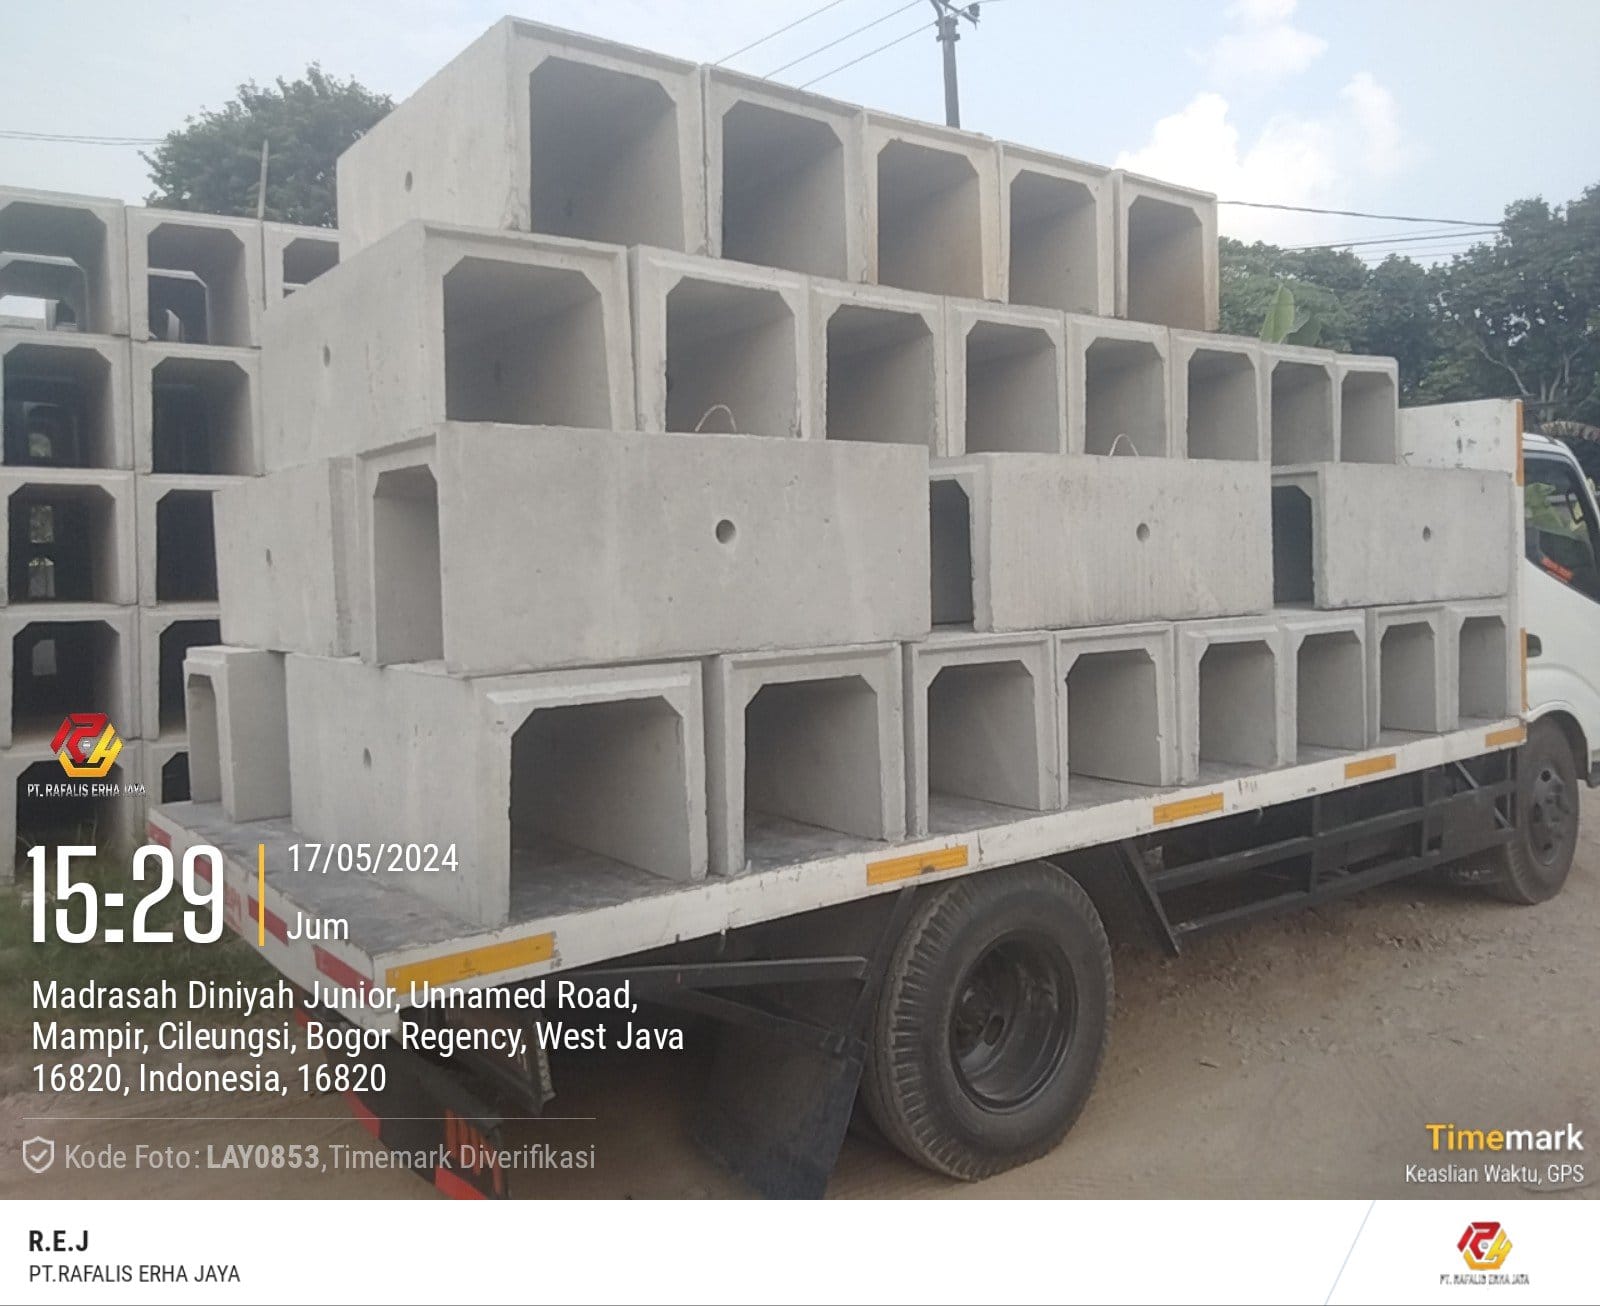 PT. RAFALIS ERHA JAYA
15:29
17/05/2024
Jum
Madrasah Diniyah Junior, Unnamed Road,
Mampir, Cileungsi, Bogor Regency, West Java
16820, Indonesia, 16820
Kode Foto: LAY0853, Timemark Diverifikasi
Timemark
Keaslian Waktu, GPS
R.E.J
PT.RAFALIS ERHA JAYA
PT. RAFALIS ERHA JAYA